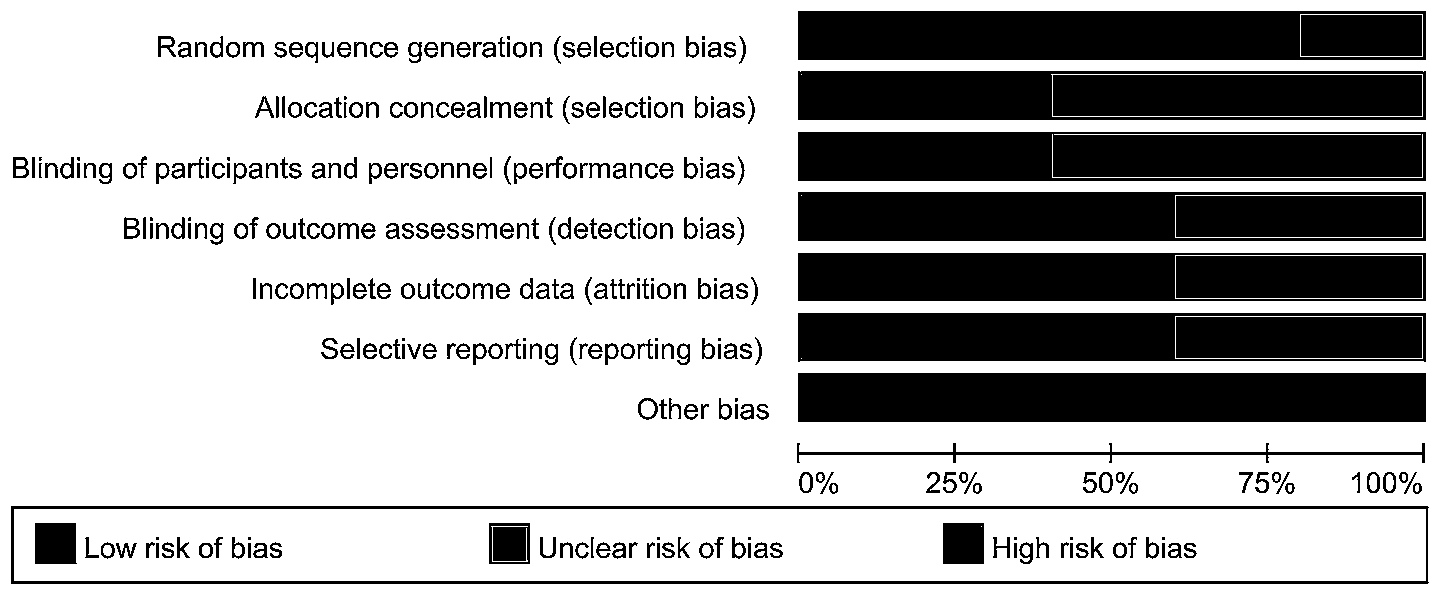 Random sequence generation (selection bias)
Allocation concealment (selection bias)
Blinding of participants and personnel (performance bias)
Blinding of outcome assessment (detection bias)
Incomplete outcome data (attrition bias)
Selective reporting (reporting bias)
Other bias
0% 25% 50% 75% 100%
Low risk of bias Unclear risk of bias High risk of bias